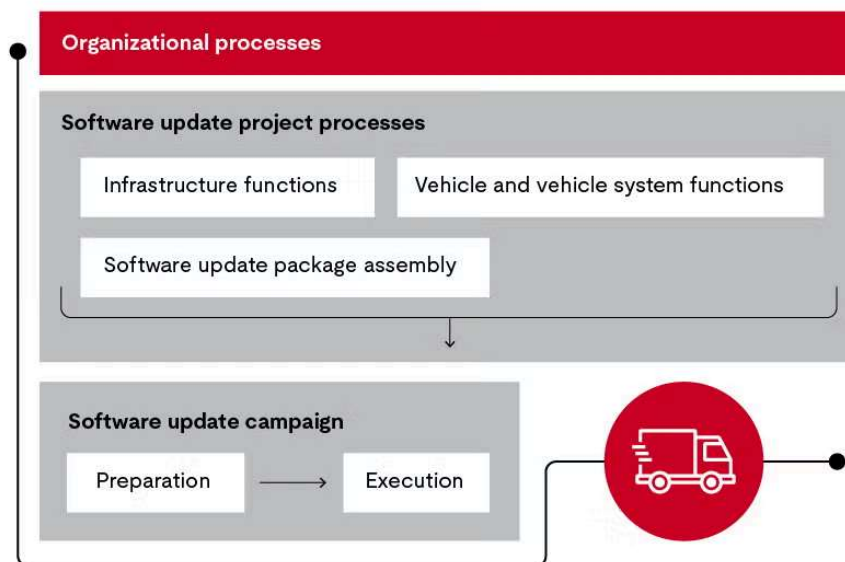 Organizational processes
Software update project processes
Infrastructure functions
Vehicle and vehicle system functions
Software update package assembly
Software update campaign
Preparation
Execution